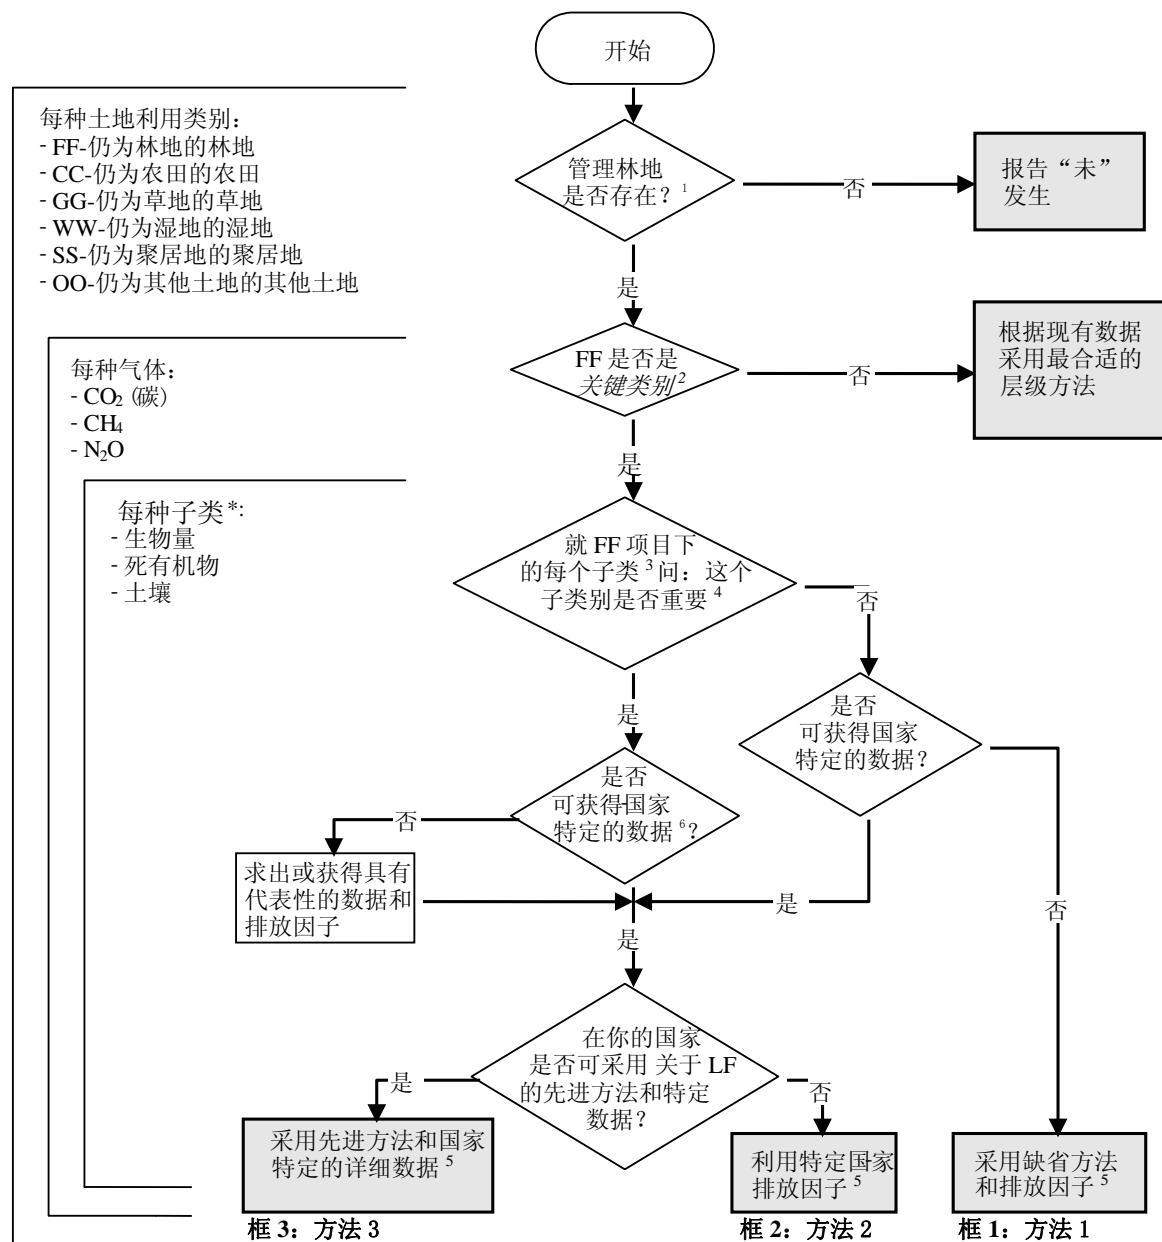 开始
每种土地利用类别：
- FF-仍为林地的林地
- CC-仍为农田的农田
- GG-仍为草地的草地
- WW-仍为湿地的湿地
- SS-仍为聚居地的聚居地
- OO-仍为其他土地的其他土地
管理林地
是否存在？ 1
否
报告“未”
发生
是
每种气体：
- CO2 (碳)
- CH4
- N2O
FF 是否是
关键类别 2
否
根据现有数据
采用最合适的
层级方法
是
每种子类 *:
- 生物量
- 死有机物
- 土壤
就 FF 项目下
的每个子类 3 问：这个
子类别是否重要 4
否
是
是否
可获得国家
特定的数据？
是否
可获得国家
特定的数据 6？
否
求出或获得具有
代表性的数据和
排放因子
是
否
是
在你的国家
是否可采用 关于 LF
的先进方法和特定
数据？
是
否
采用先进方法和国家
特定的详细数据 5
利用特定国家
排放因子 5
采用缺省方法
和排放因子 5
框 3：方法 3
框 2：方法 2
框 1：方法 1